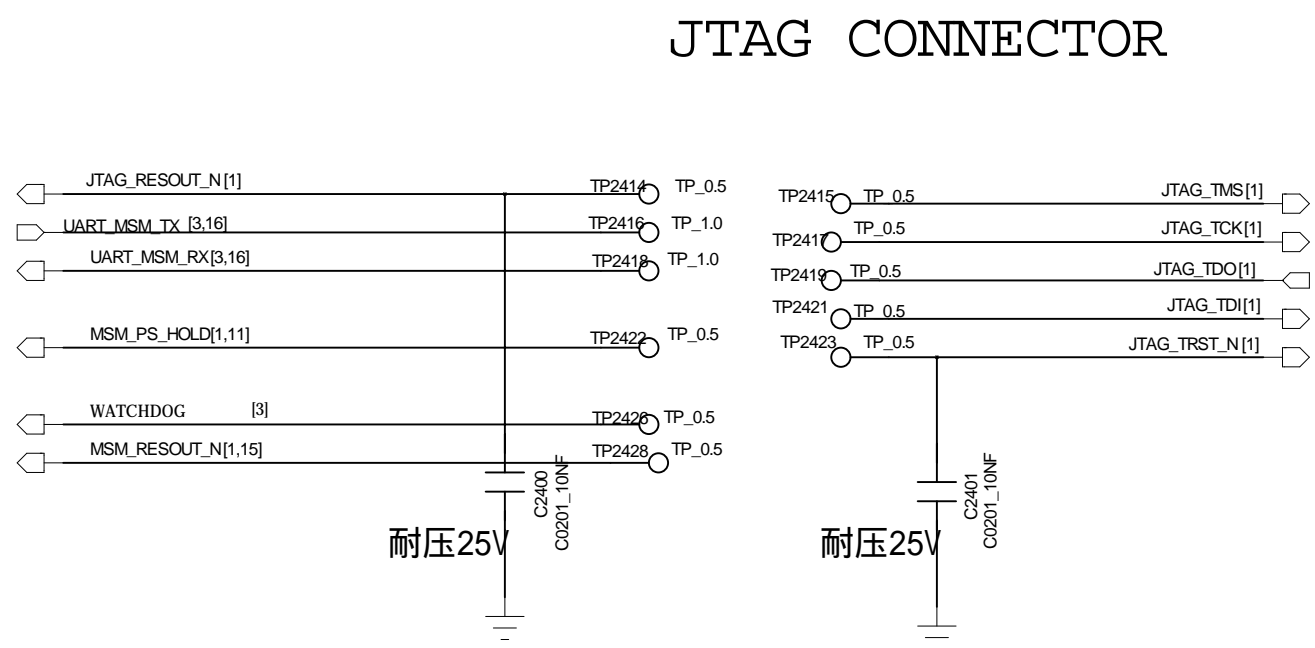 JTAG CONNECTOR
JTAG_RESOUT_N[1] TP2414 TP_0.5
UART_MSM_TX [3,16] TP2416 TP_1.0
UART_MSM_RX[3,16] TP2418 TP_1.0
MSM_PS_HOLD[1,11] TP2422 TP_0.5
WATCHDOG [3] TP2426 TP_0.5
MSM_RESOUT_N[1,15] TP2428 TP_0.5
C2400
C0201_10NF
耐压25V
TP2415 TP_0.5 JTAG_TMS[1]
TP2417 TP_0.5 JTAG_TCK[1]
TP2419 TP_0.5 JTAG_TDO[1]
TP2421 TP_0.5 JTAG_TDI[1]
TP2423 TP_0.5 JTAG_TRST_N[1]
C2401
C0201_10NF
耐压25V